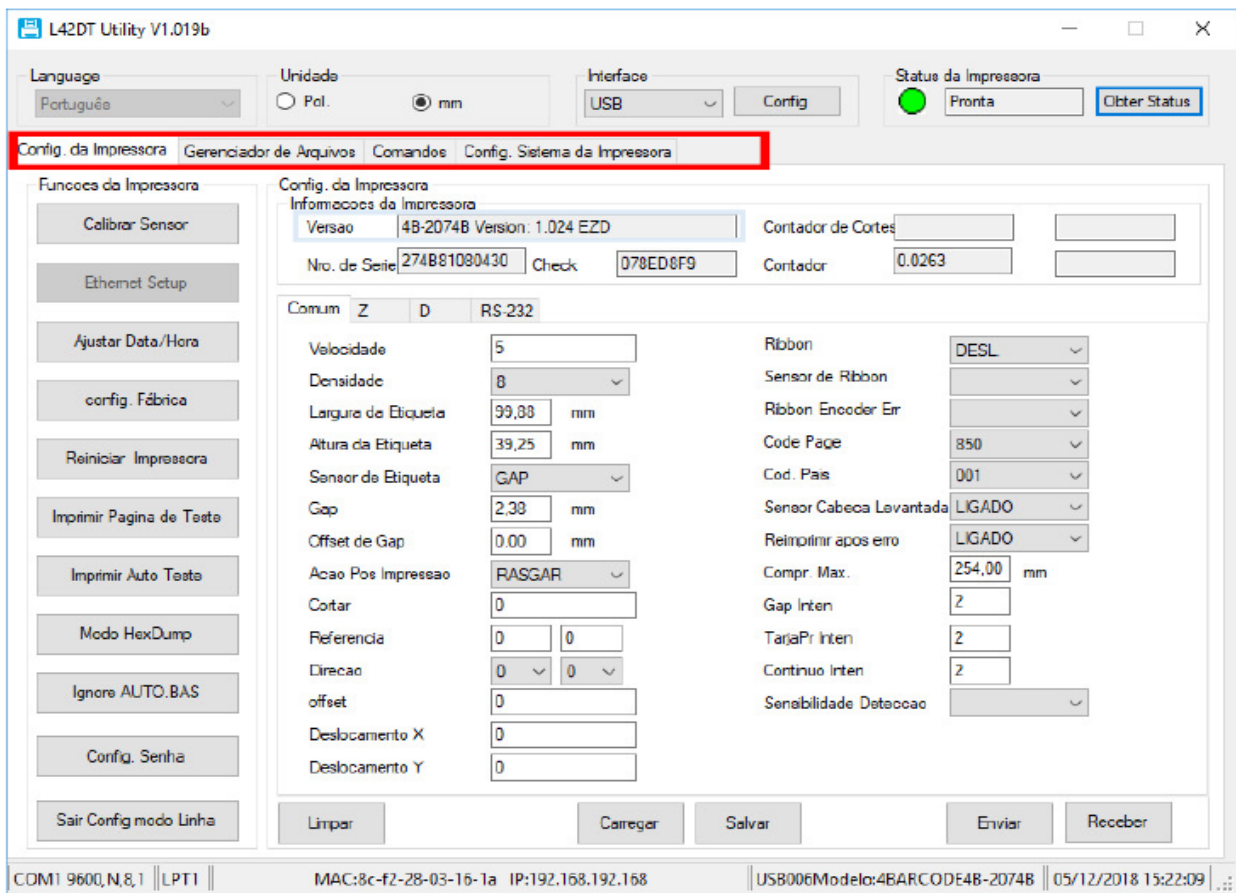 L42DT Utility V1.019b
Language
Português
Unidade
Pol.
mm
Interface
USB
Config
Status da Impressora
Pronta
Obter Status
Config. da Impressora
Gerenciador de Arquivos
Comandos
Config. Sistema da Impressora
Funcoes da Impressora
Calibrar Sensor
Ethernet Setup
Ajustar Data/Hora
config. Fábrica
Reiniciar Impressora
Imprimir Pagina de Teste
Imprimir Auto Teste
Modo HexDump
Ignore AUTO.BAS
Config. Senha
Sair Config modo Linha
Config. da Impressora
Informacoes da Impressora
Versao 4B-2074B Version: 1.024 EZD
Contador de Cortes
Nro. de Serie 274B81080430 Check 078ED8F9
Contador 0.0263
Comum Z D RS-232
Velocidade 5
Densidade 8
Largura da Etiqueta 99,88 mm
Altura da Etiqueta 39,25 mm
Sensor de Etiqueta GAP
Gap 2,38 mm
Offset de Gap 0.00 mm
Acao Pos Impressao RASGAR
Cortar 0
Referencia 0 0
Direcao 0 0
offset 0
Deslocamento X 0
Deslocamento Y 0
Ribbon DESL.
Sensor de Ribbon
Ribbon Encoder Err
Code Page 850
Cod. Pais 001
Sensor Cabeca Levantada LIGADO
Reimprimir apos erro LIGADO
Compr. Max. 254,00 mm
Gap Inten 2
TarjaPr Inten 2
Continuo Inten 2
Sensibilidade Deteccao
Limpar
Carregar
Salvar
Enviar
Receber
COM1 9600,N,8,1
LPT1
MAC:8c-f2-28-03-16-1a IP:192.168.192.168
USB006Modelo:4BARCODE4B-2074B
05/12/2018 15:22:09